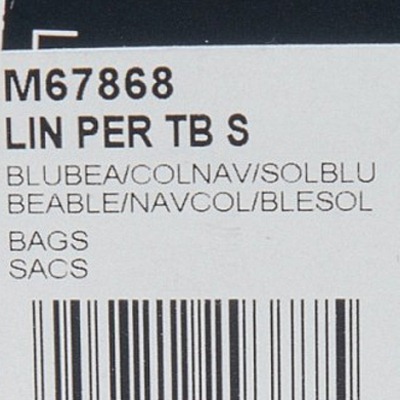 M67868
LIN PER TB S
BLUBEA/COLNAV/SOLBLU
BEABLE/NAVCOL/BLESOL
BAGS
SACS